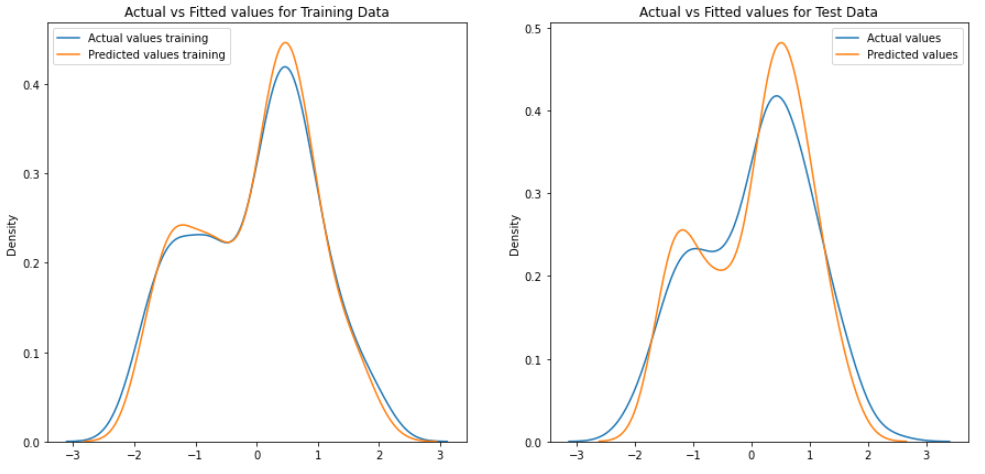 Actual vs Fitted values for Training Data
Actual values training
Predicted values training
Density
0.4
0.3
0.2
0.1
0.0
−3 −2 −1 0 1 2 3
Actual vs Fitted values for Test Data
Actual values
Predicted values
Density
0.5
0.4
0.3
0.2
0.1
0.0
−3 −2 −1 0 1 2 3